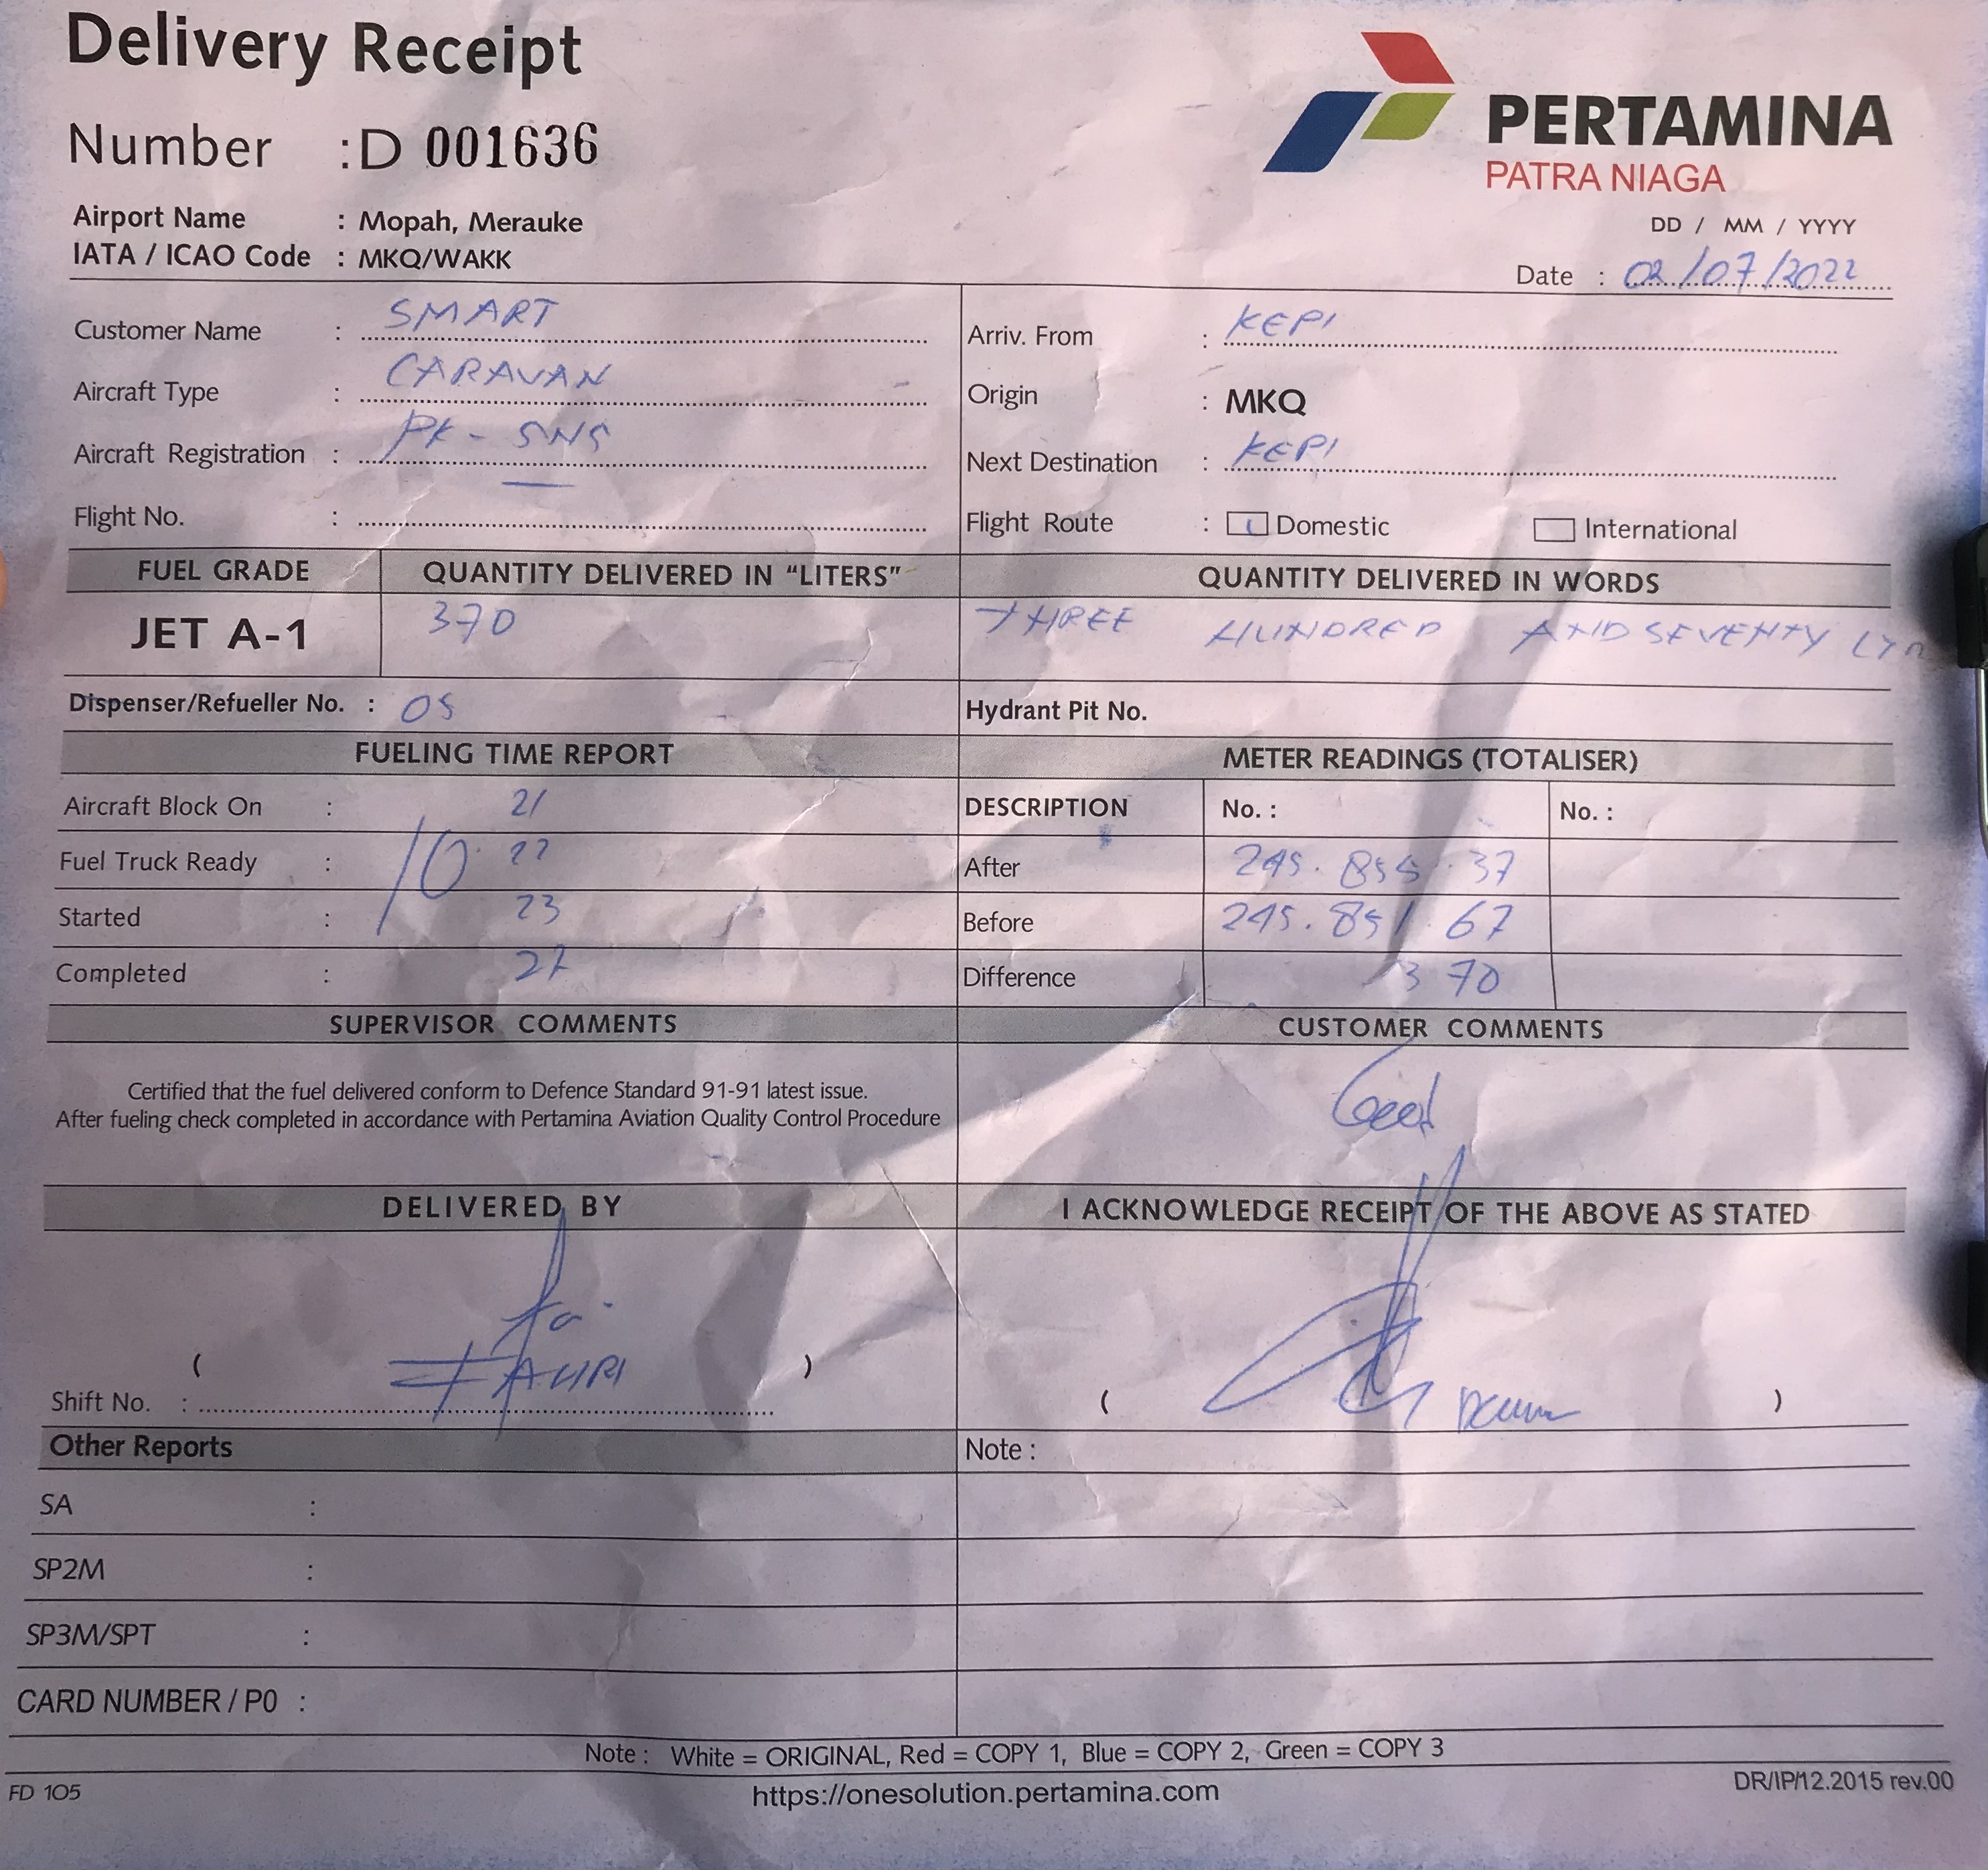 Delivery Receipt
PERTAMINA
PATRA NIAGA
Number : D 001636
Airport Name : Mopah, Merauke
IATA / ICAO Code : MKQ/WAKK
DD / MM / YYYY
Date : 02/07/2022
Customer Name : SMART
Arriv. From : KEPI
Aircraft Type : CARAVAN
Origin : MKQ
Aircraft Registration : PK - SNS
Next Destination : KEPI
Flight No. :
Flight Route : Domestic International
FUEL GRADE QUANTITY DELIVERED IN “LITERS” QUANTITY DELIVERED IN WORDS
JET A-1 370 THREE HUNDRED AND SEVENTY LTR
Dispenser/Refueller No. : 05 Hydrant Pit No.
FUELING TIME REPORT METER READINGS (TOTALISER)
Aircraft Block On : 21 DESCRIPTION No. : No. :
Fuel Truck Ready : 10 22 After 245.855.37
Started : 23 Before 245.851.67
Completed : 27 Difference 370
SUPERVISOR COMMENTS CUSTOMER COMMENTS
Good
Certified that the fuel delivered conform to Defence Standard 91-91 latest issue.
After fueling check completed in accordance with Pertamina Aviation Quality Control Procedure
DELIVERED BY I ACKNOWLEDGE RECEIPT OF THE ABOVE AS STATED
( )
Shift No. :
( )
Other Reports Note :
SA :
SP2M :
SP3M/SPT :
CARD NUMBER / PO :
Note : White = ORIGINAL, Red = COPY 1, Blue = COPY 2, Green = COPY 3
FD 105 https://onesolution.pertamina.com DR/IP/12.2015 rev.00